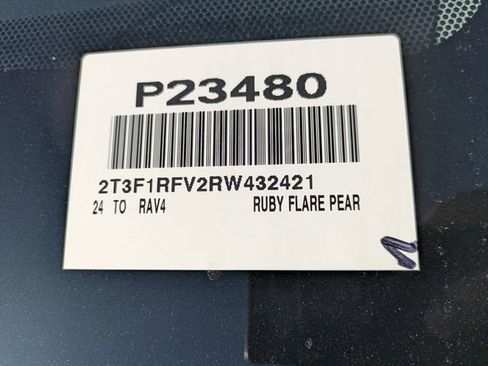 P23480
2T3F1RFV2RW432421
24 TO RAV4 RUBY FLARE PEAR